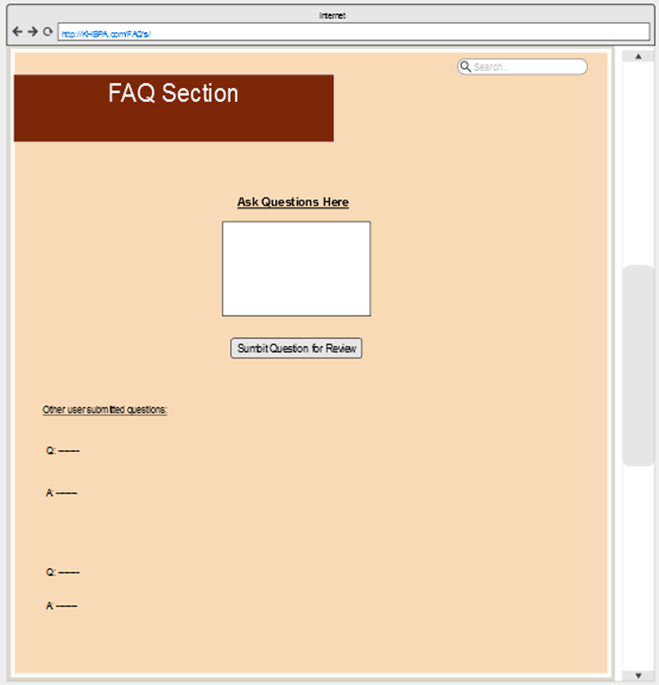 Internet
http://KHBPA.com/FAQ's/
Search...
FAQ Section
Ask Questions Here
Sumbit Question for Review
Other user submitted questions:
Q: -------
A: -------
Q: -------
A: -------